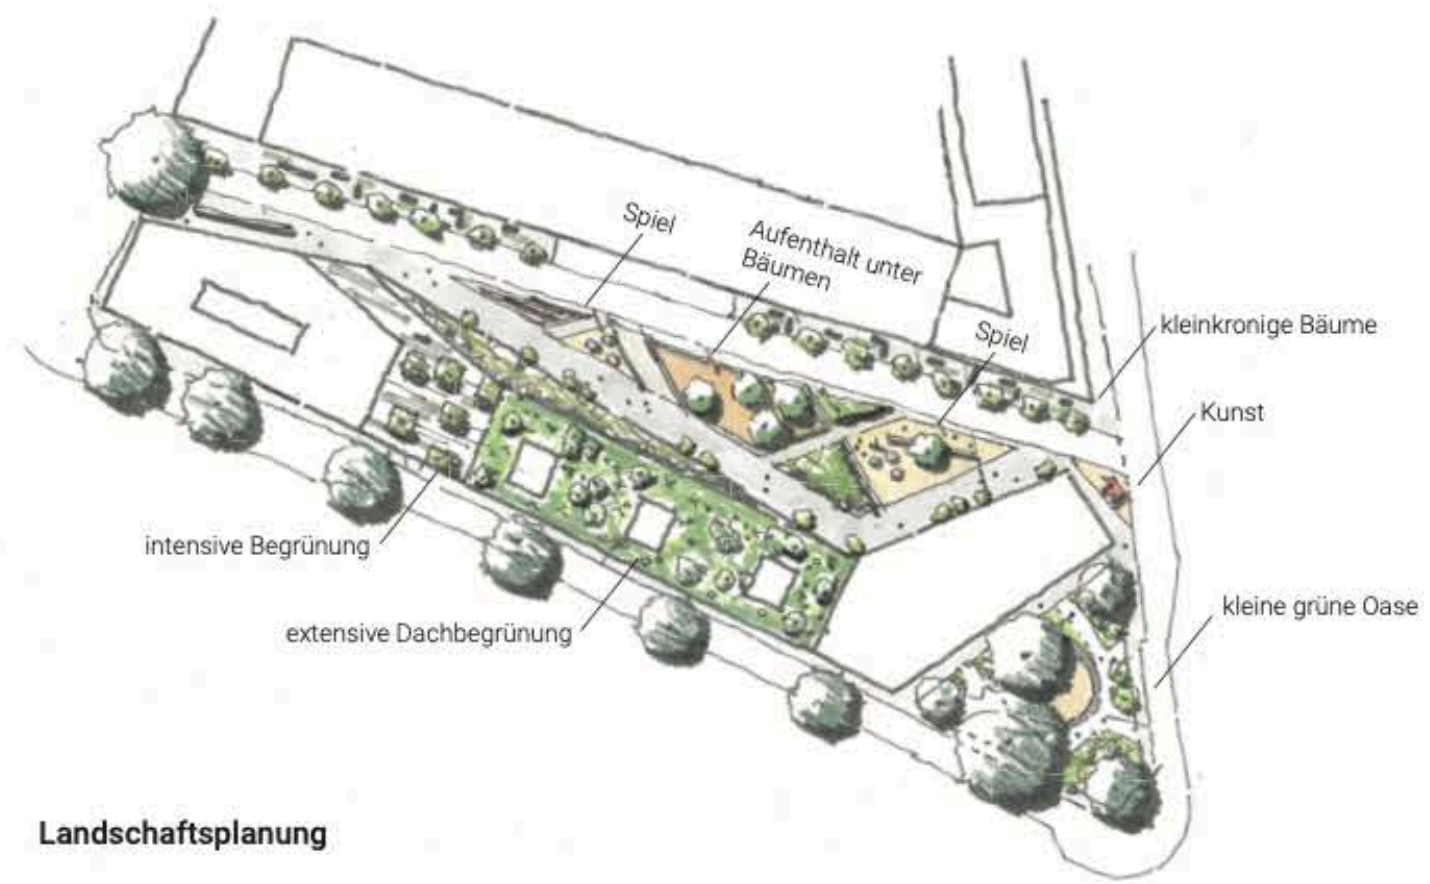 Spiel
Aufenthalt unter
Bäumen
Spiel
kleinkronige Bäume
Kunst
intensive Begrünung
kleine grüne Oase
extensive Dachbegrünung
Landschaftsplanung